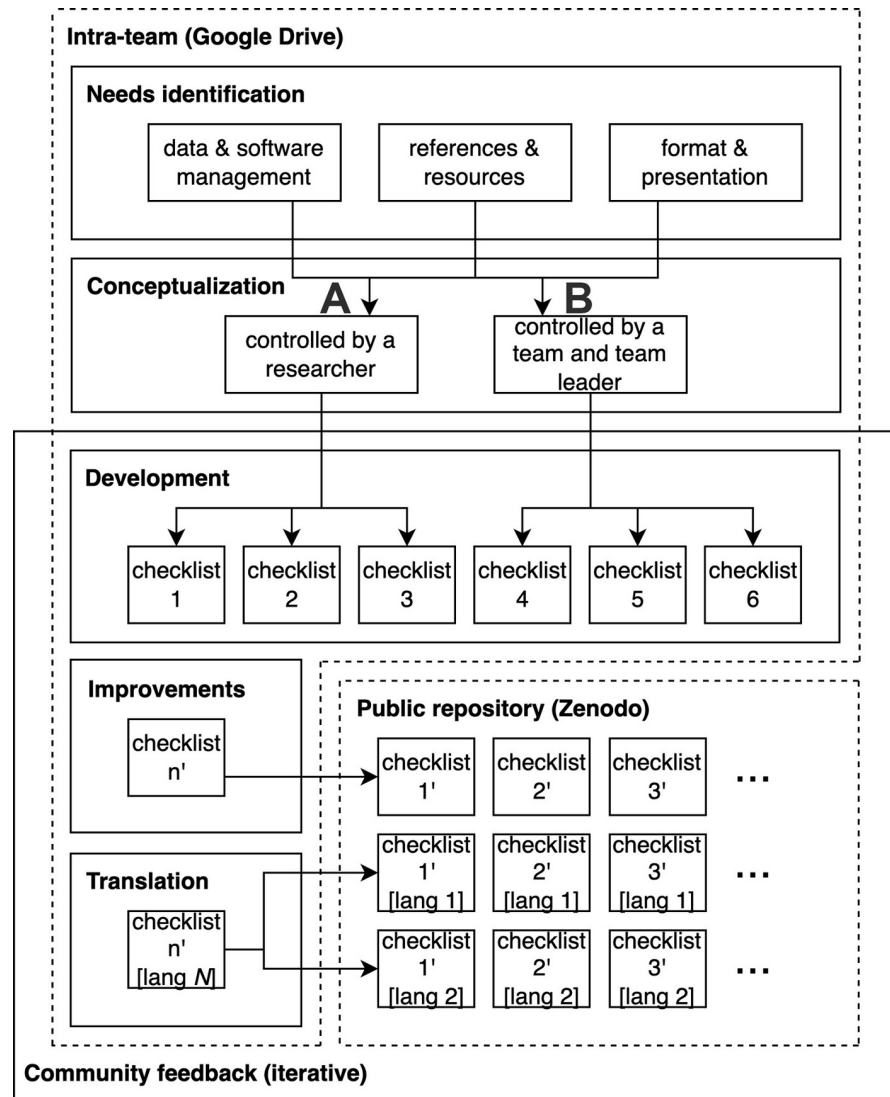 Intra-team (Google Drive)
Needs identification
data & software
management
references &
resources
format &
presentation
Conceptualization
A
B
controlled by a
researcher
controlled by a
team and team
leader
Development
checklist
1
checklist
2
checklist
3
checklist
4
checklist
5
checklist
6
Improvements
checklist
n'
Public repository (Zenodo)
checklist
1'
checklist
2'
checklist
3'
...
Translation
checklist
n'
[lang N]
checklist
1'
[lang 1]
checklist
2'
[lang 1]
checklist
3'
[lang 1]
...
checklist
1'
[lang 2]
checklist
2'
[lang 2]
checklist
3'
[lang 2]
...
Community feedback (iterative)